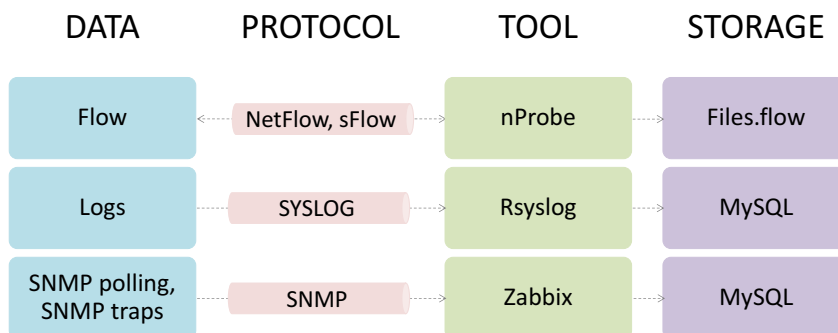 DATA PROTOCOL TOOL STORAGE
Flow NetFlow, sFlow nProbe Files.flow
Logs SYSLOG Rsyslog MySQL
SNMP polling,
SNMP traps SNMP Zabbix MySQL